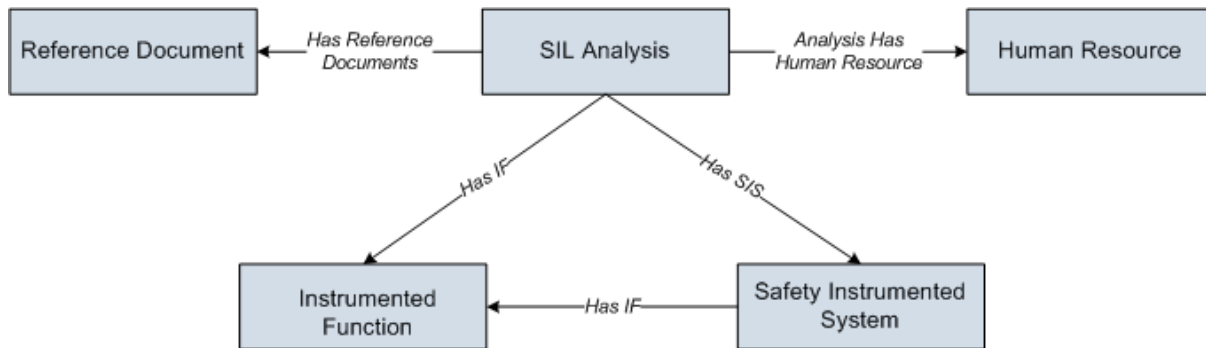 Reference Document
Has Reference
Documents
SIL Analysis
Analysis Has
Human Resource
Human Resource
Has IF
Has SIS
Instrumented
Function
Has IF
Safety Instrumented
System